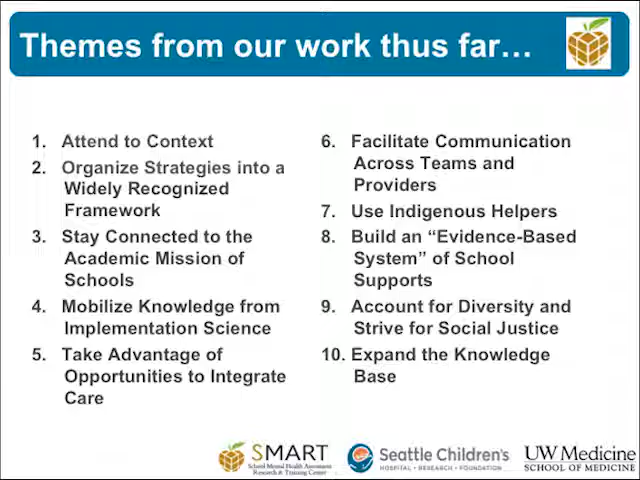 Themes from our work thus far…
1. Attend to Context
2. Organize Strategies into a
Widely Recognized
Framework
3. Stay Connected to the
Academic Mission of
Schools
4. Mobilize Knowledge from
Implementation Science
5. Take Advantage of
Opportunities to Integrate
Care
6. Facilitate Communication
Across Teams and
Providers
7. Use Indigenous Helpers
8. Build an “Evidence-Based
System” of School
Supports
9. Account for Diversity and
Strive for Social Justice
10. Expand the Knowledge
Base
SMART
School Mental Health Assessment
Research & Training Center
Seattle Children's
HOSPITAL • RESEARCH • FOUNDATION
UW Medicine
SCHOOL OF MEDICINE